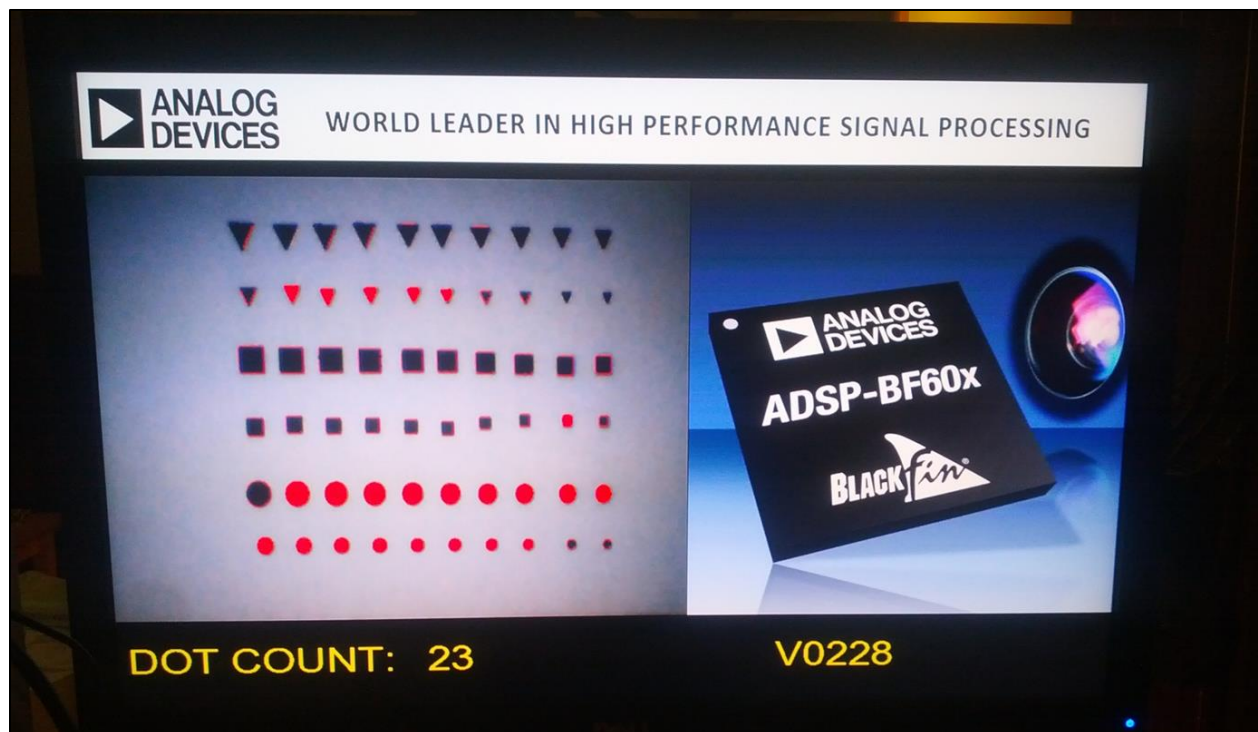 ANALOG
DEVICES
WORLD LEADER IN HIGH PERFORMANCE SIGNAL PROCESSING
ANALOG
DEVICES
ADSP-BF60x
BLACKfin®
DOT COUNT: 23
V0228